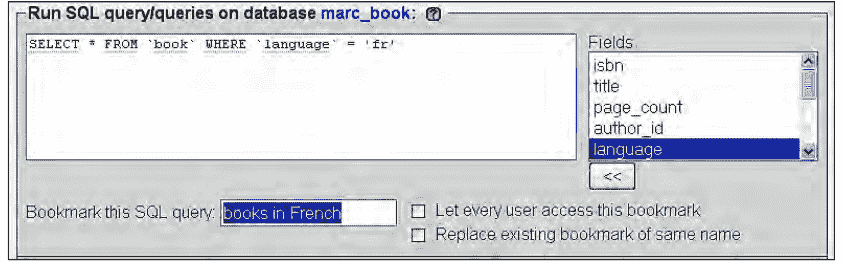 Run SQL query/queries on database marc_book:
SELECT * FROM `book` WHERE `language` = 'fr'
Fields
isbn
title
page_count
author_id
language
<<
Bookmark this SQL query: books in French
Let every user access this bookmark
Replace existing bookmark of same name